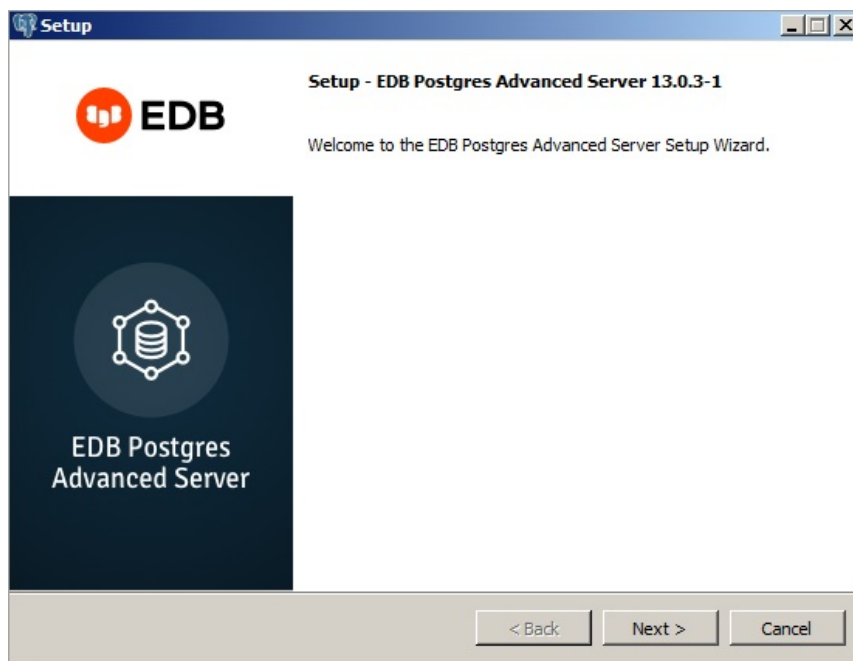 Setup
EDB
Setup - EDB Postgres Advanced Server 13.0.3-1
Welcome to the EDB Postgres Advanced Server Setup Wizard.
EDB Postgres
Advanced Server
< Back
Next >
Cancel